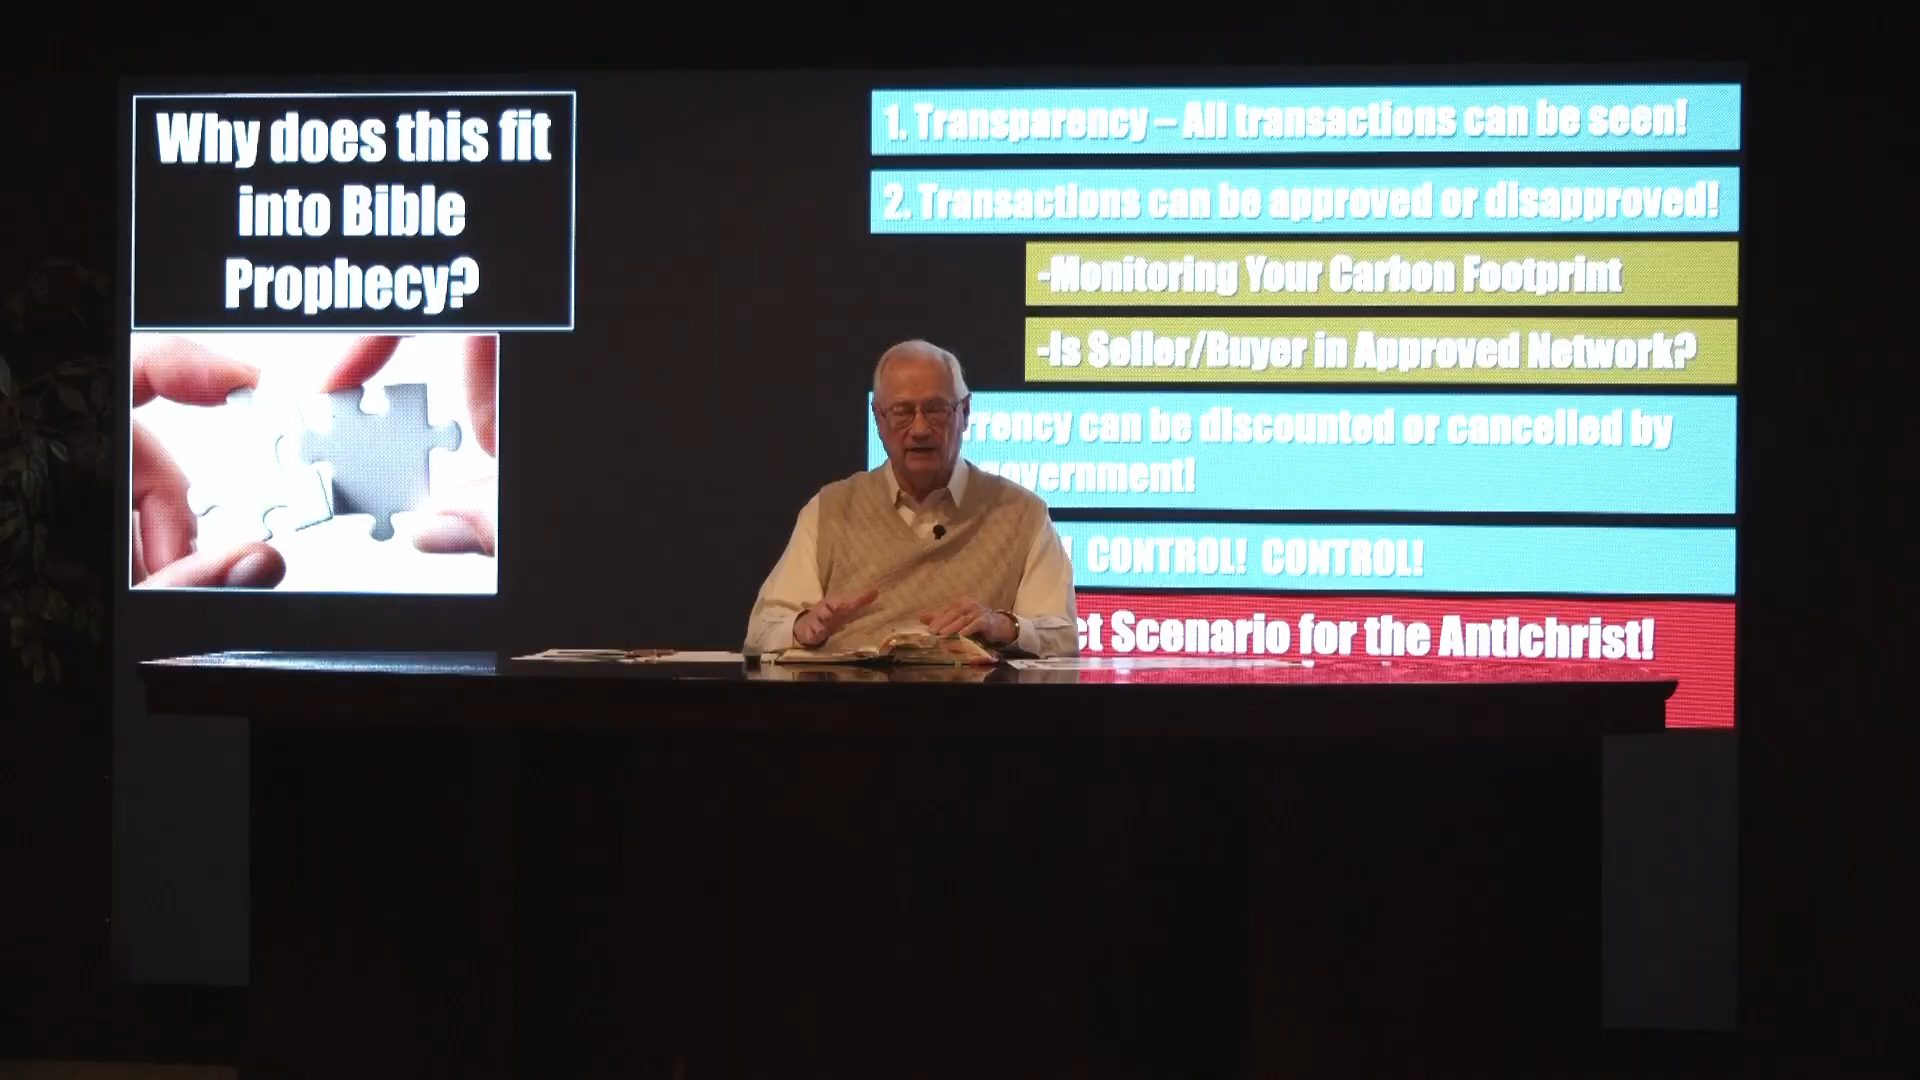 Why does this fit
into Bible
Prophecy?
1. Transparency – All transactions can be seen!
2. Transactions can be approved or disapproved!
-Monitoring Your Carbon Footprint
-Is Seller/Buyer in Approved Network?
can be discounted or cancelled by
CONTROL! CONTROL!
Scenario for the Antichrist!